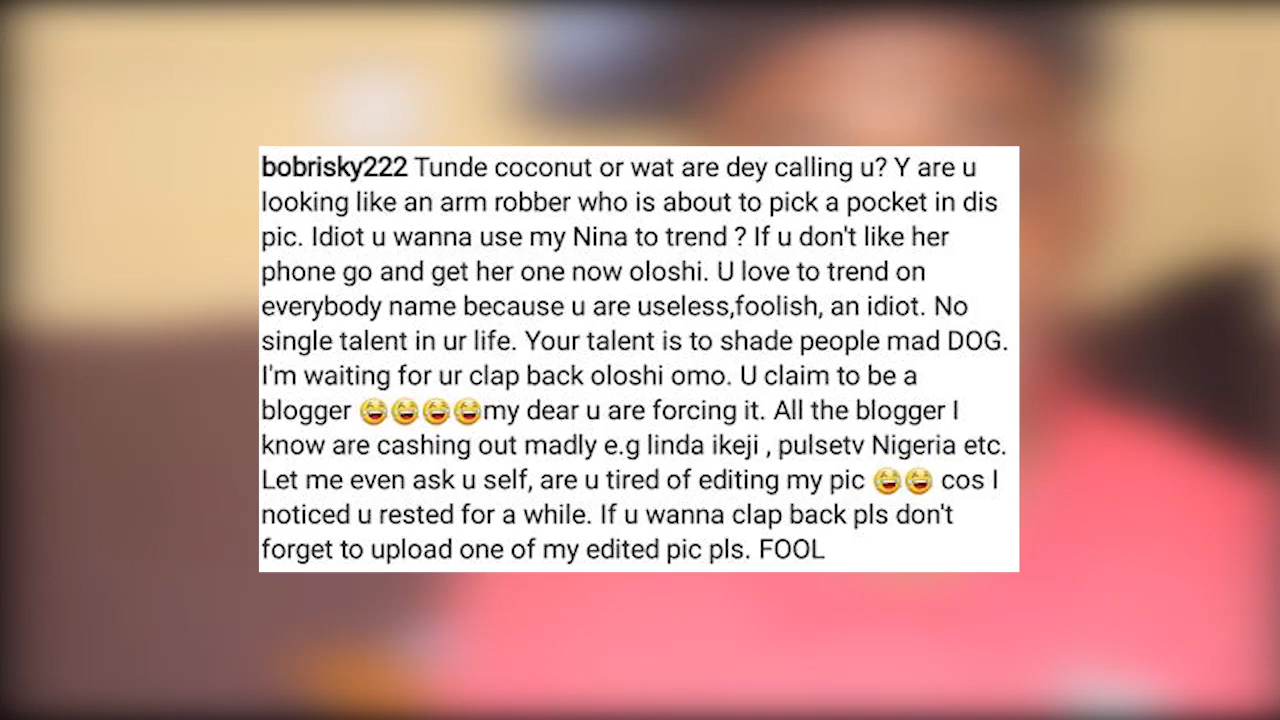 bobrisky222 Tunde coconut or wat are dey calling u? Y are u
looking like an arm robber who is about to pick a pocket in dis
pic. Idiot u wanna use my Nina to trend ? If u don't like her
phone go and get her one now oloshi. U love to trend on
everybody name because u are useless,foolish, an idiot. No
single talent in ur life. Your talent is to shade people mad DOG.
I'm waiting for ur clap back oloshi omo. U claim to be a
blogger 😂😂😂😂my dear u are forcing it. All the blogger I
know are cashing out madly e.g linda ikeji , pulsetv Nigeria etc.
Let me even ask u self, are u tired of editing my pic 😂😂 cos I
noticed u rested for a while. If u wanna clap back pls don't
forget to upload one of my edited pic pls. FOOL